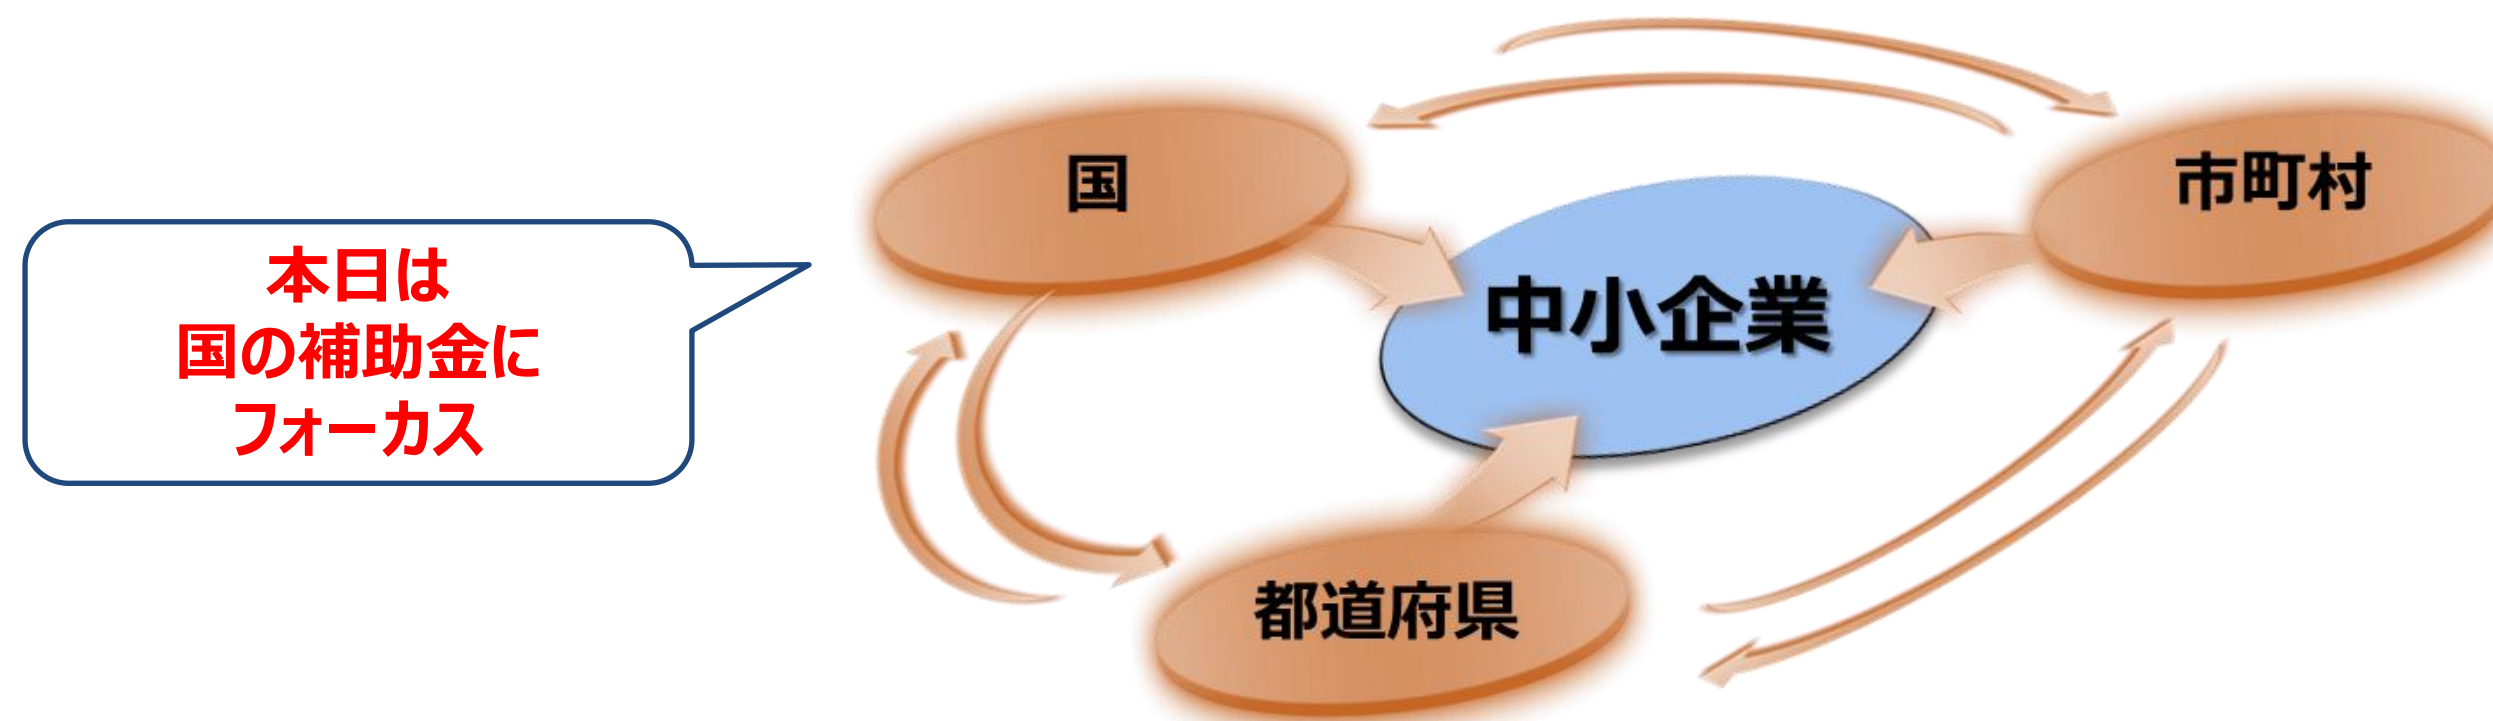 本日は
国の補助金に
フォーカス
国
市町村
中小企業
都道府県